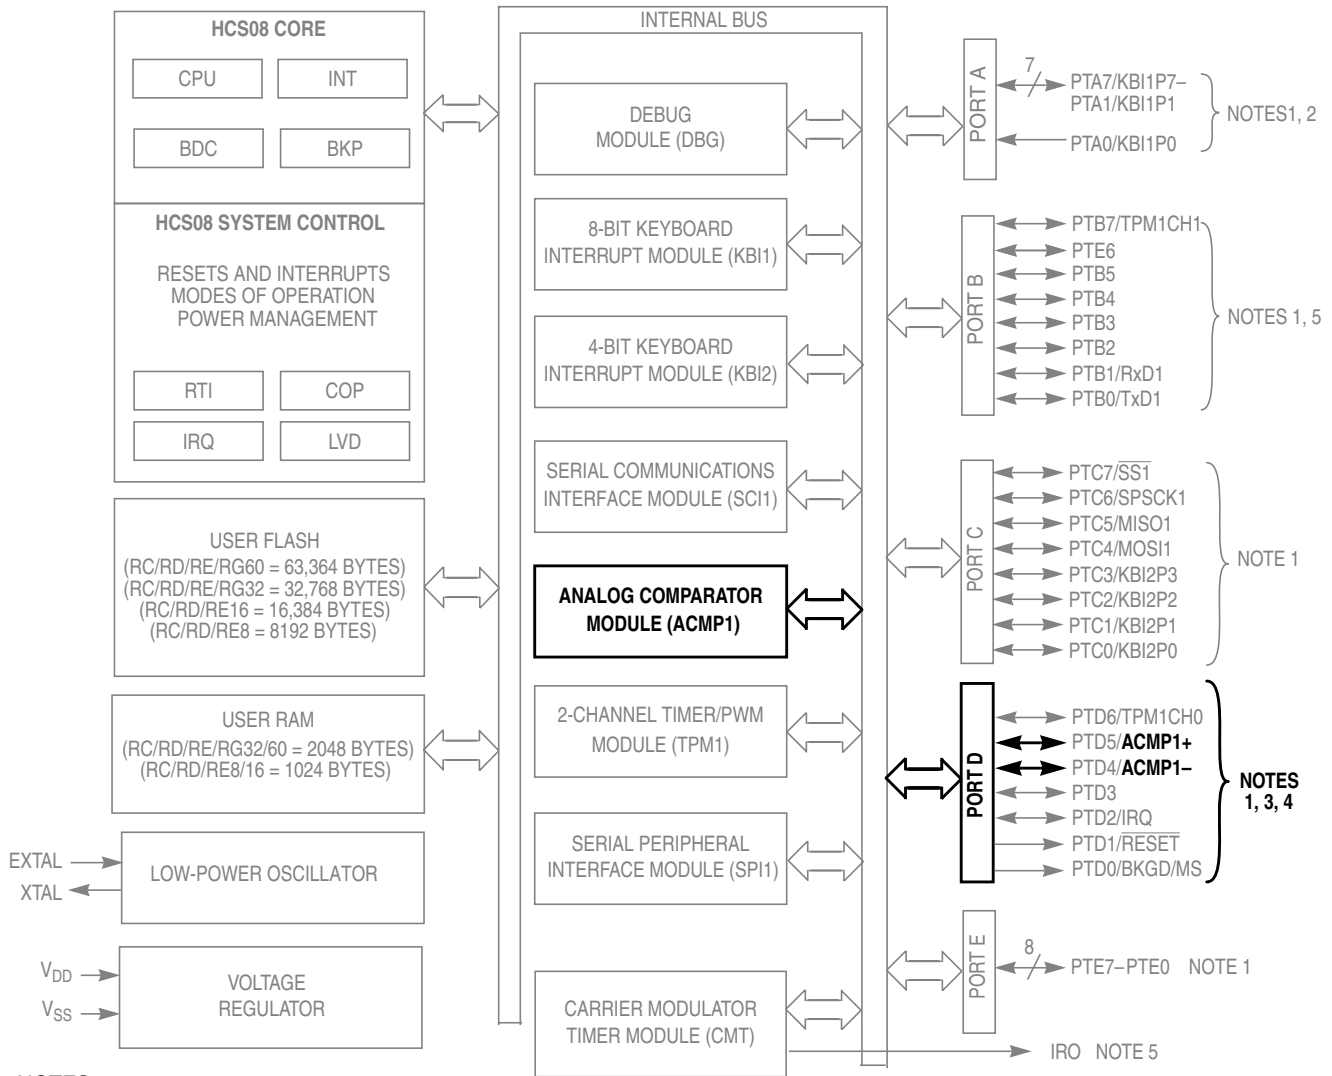 INTERNAL BUS
HCS08 CORE
CPU
INT
BDC
BKP
HCS08 SYSTEM CONTROL
RESETS AND INTERRUPTS
MODES OF OPERATION
POWER MANAGEMENT
RTI
COP
IRQ
LVD
USER FLASH
(RC/RD/RE/RG60 = 63,364 BYTES)
(RC/RD/RE/RG32 = 32,768 BYTES)
(RC/RD/RE16 = 16,384 BYTES)
(RC/RD/RE8 = 8192 BYTES)
USER RAM
(RC/RD/RE/RG32/60 = 2048 BYTES)
(RC/RD/RE8/16 = 1024 BYTES)
EXTAL
XTAL
LOW-POWER OSCILLATOR
VDD
VSS
VOLTAGE
REGULATOR
DEBUG
MODULE (DBG)
8-BIT KEYBOARD
INTERRUPT MODULE (KBI1)
4-BIT KEYBOARD
INTERRUPT MODULE (KBI2)
SERIAL COMMUNICATIONS
INTERFACE MODULE (SCI1)
ANALOG COMPARATOR
MODULE (ACMP1)
2-CHANNEL TIMER/PWM
MODULE (TPM1)
SERIAL PERIPHERAL
INTERFACE MODULE (SPI1)
CARRIER MODULATOR
TIMER MODULE (CMT)
PORT A
7
PTA7/KBI1P7–
PTA1/KBI1P1
PTA0/KBI1P0
NOTES1, 2
PORT B
PTB7/TPM1CH1
PTE6
PTB5
PTB4
PTB3
PTB2
PTB1/RxD1
PTB0/TxD1
NOTES 1, 5
PORT C
PTC7/SS1
PTC6/SPSCK1
PTC5/MISO1
PTC4/MOSI1
PTC3/KBI2P3
PTC2/KBI2P2
PTC1/KBI2P1
PTC0/KBI2P0
NOTE 1
PORT D
PTD6/TPM1CH0
PTD5/ACMP1+
PTD4/ACMP1–
PTD3
PTD2/IRQ
PTD1/RESET
PTD0/BKGD/MS
NOTES
1, 3, 4
PORT E
8
PTE7–PTE0 NOTE 1
IRO NOTE 5